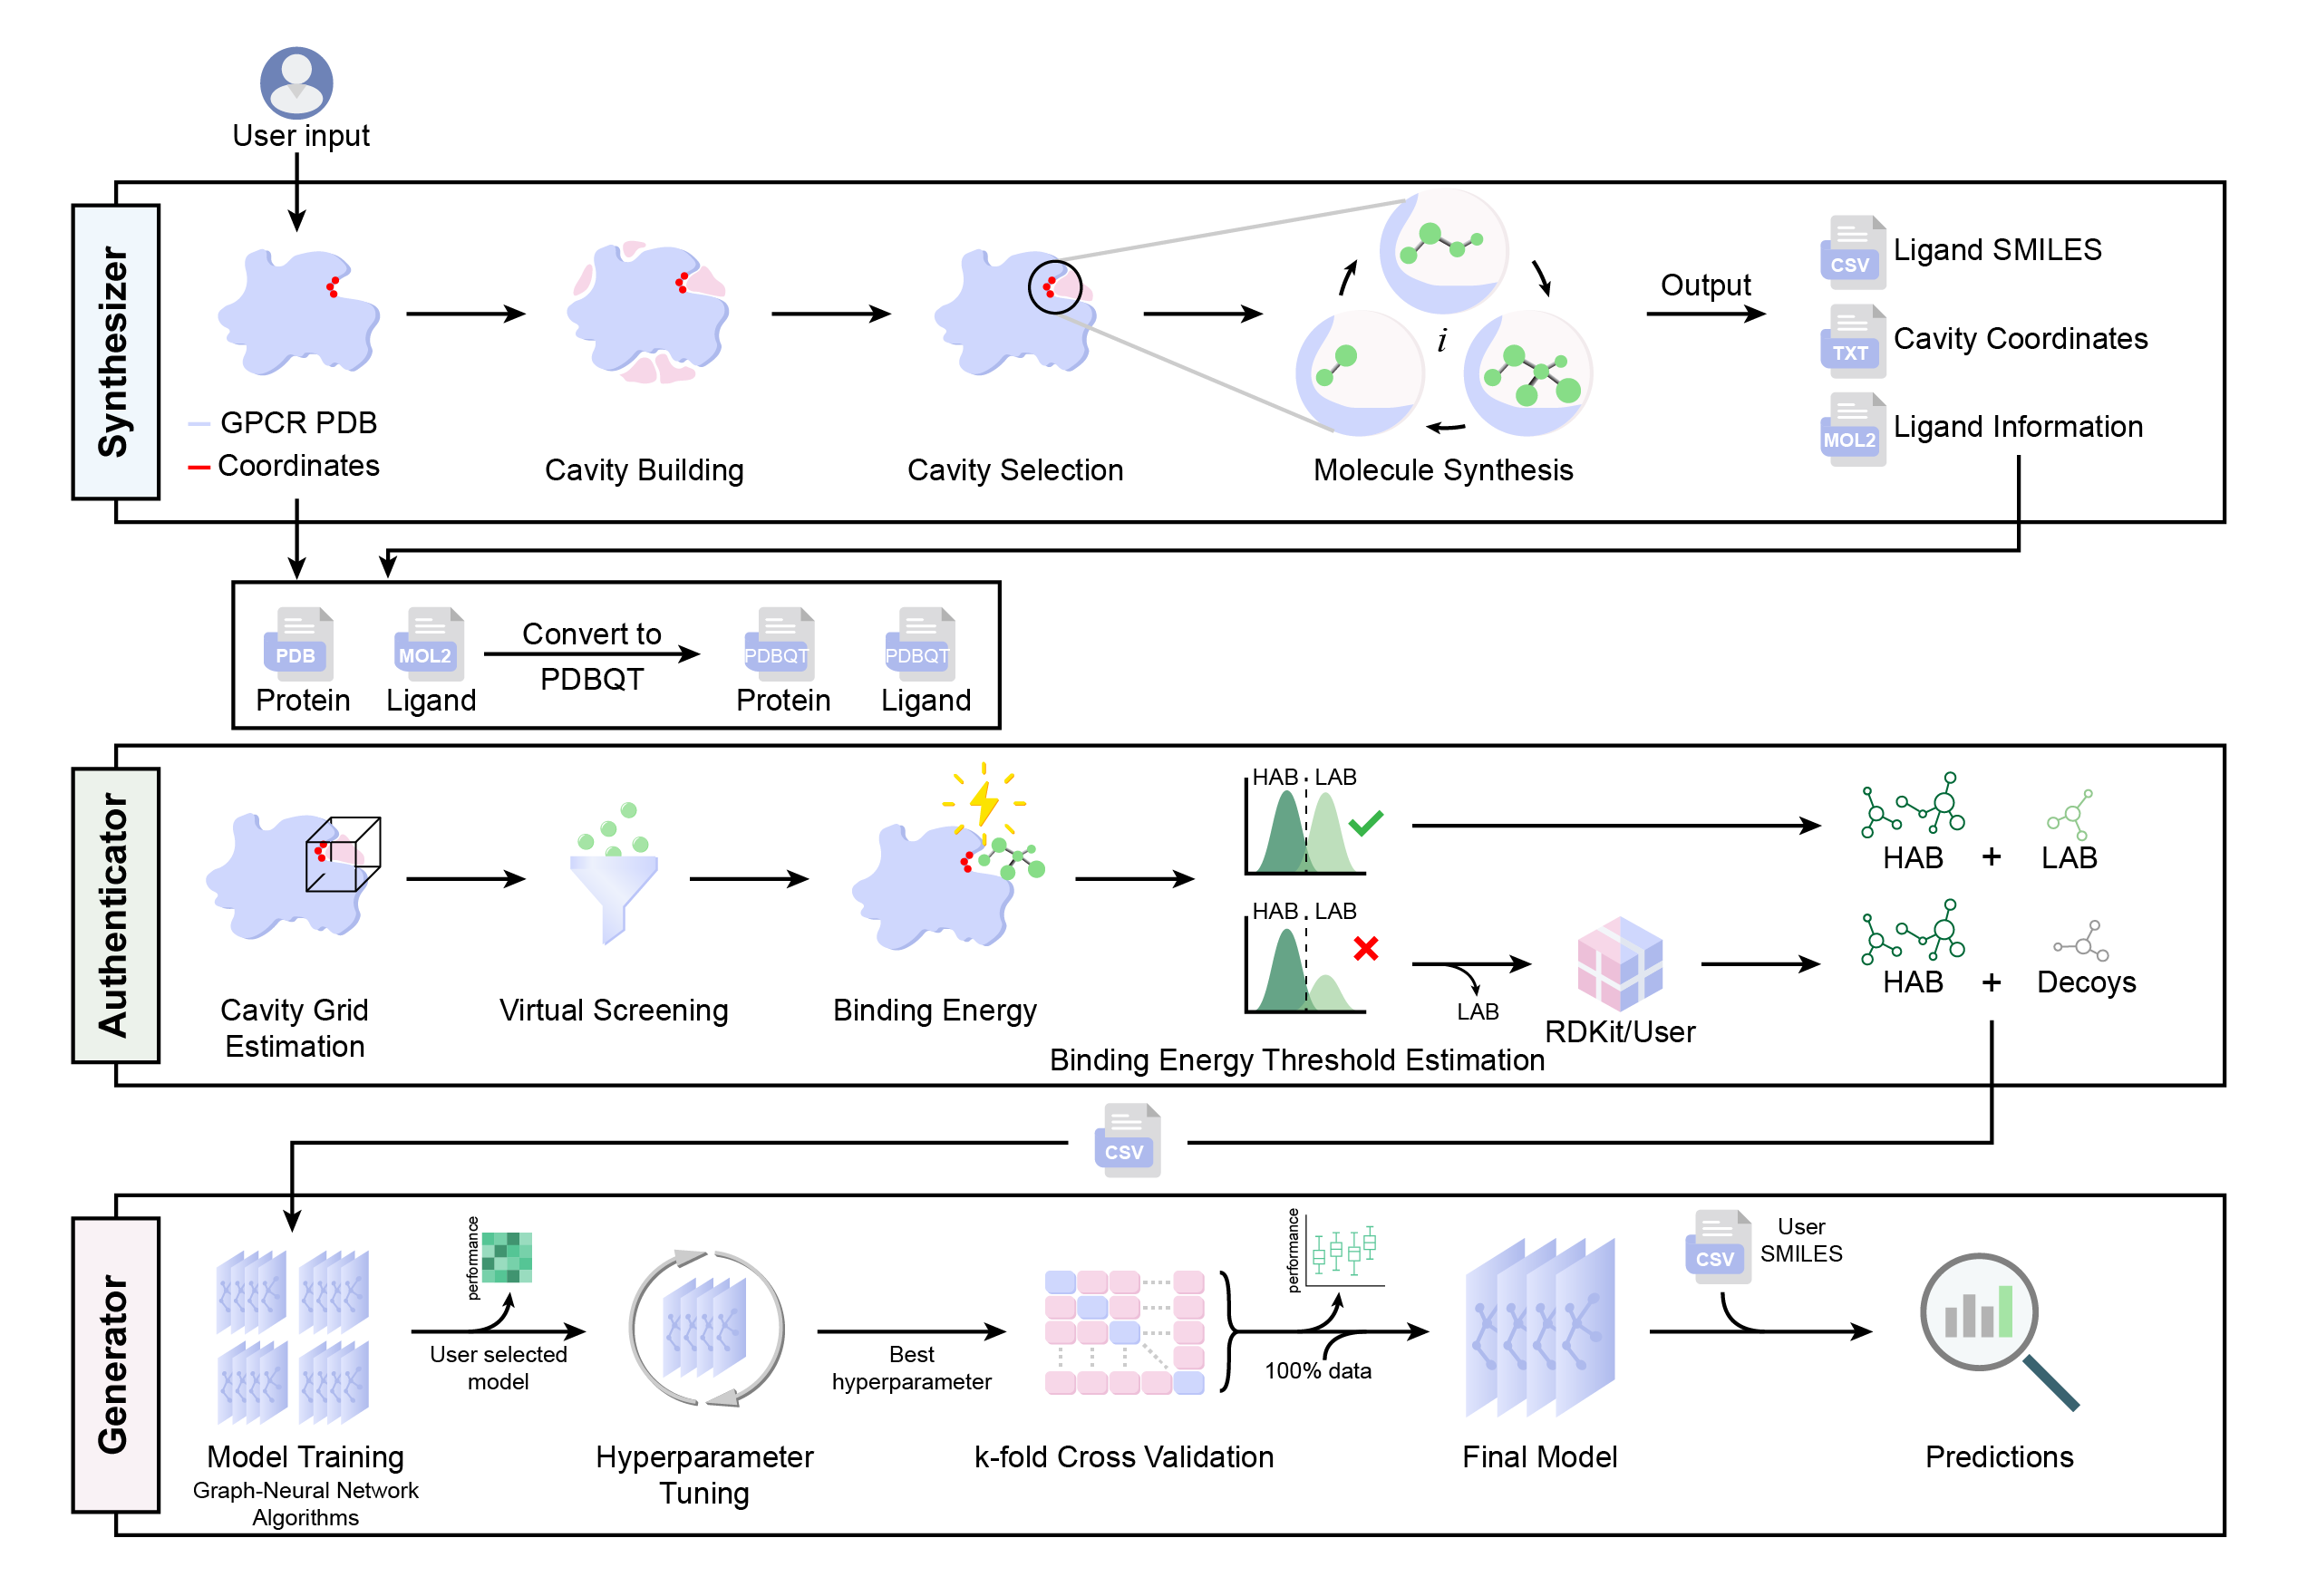 User input
Synthesizer
GPCR PDB
Coordinates
Cavity Building
Cavity Selection
i
Molecule Synthesis
Output
CSV
Ligand SMILES
TXT
Cavity Coordinates
MOL2
Ligand Information
PDB
Protein
MOL2
Ligand
Convert to
PDBQT
PDBQT
Protein
PDBQT
Ligand
Authenticator
Cavity Grid
Estimation
Virtual Screening
Binding Energy
HAB
LAB
HAB
LAB
LAB
Binding Energy Threshold Estimation
RDKit/User
HAB + LAB
HAB + Decoys
CSV
Generator
Model Training
Graph-Neural Network
Algorithms
performance
User selected
model
Hyperparameter
Tuning
Best
hyperparameter
k-fold Cross Validation
performance
100% data
Final Model
CSV
User
SMILES
Predictions